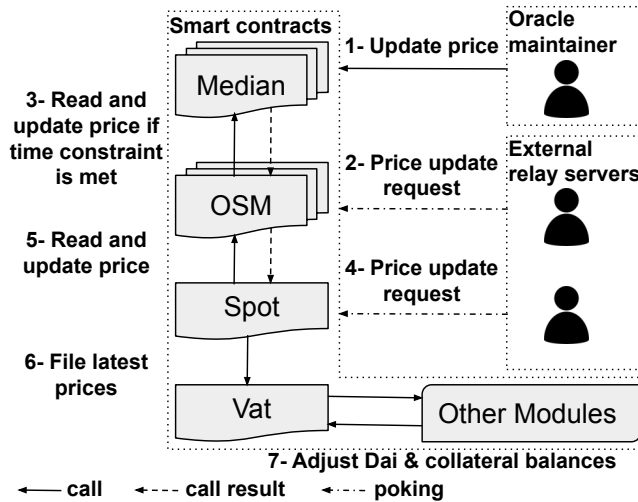 Smart contracts
1- Update price
Oracle
maintainer
Median
3- Read and
update price if
time constraint
is met
2- Price update
request
External
relay servers
OSM
5- Read and
update price
4- Price update
request
Spot
6- File latest
prices
Vat
Other Modules
7- Adjust Dai & collateral balances
call
call result
poking